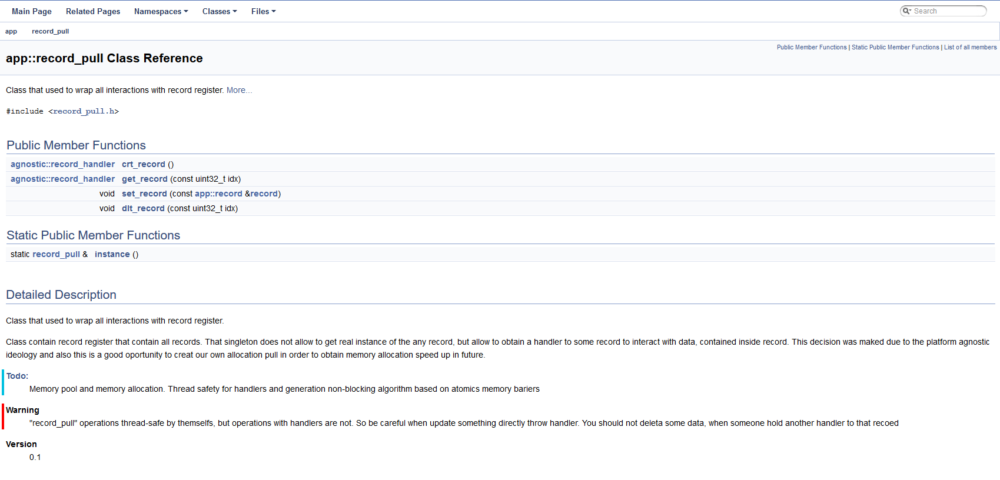 Main Page Related Pages Namespaces Classes Files Search
app record_pull
Public Member Functions | Static Public Member Functions | List of all members
app::record_pull Class Reference
Class that used to wrap all interactions with record register. More...
#include <record_pull.h>
Public Member Functions
agnostic::record_handler crt_record ()
agnostic::record_handler get_record (const uint32_t idx)
void set_record (const app::record &record)
void dlt_record (const uint32_t idx)
Static Public Member Functions
static record_pull & instance ()
Detailed Description
Class that used to wrap all interactions with record register.
Class contain record register that contain all records. That singleton does not allow to get real instance of the any record, but allow to obtain a handler to some record to interact with data, contained inside record. This decision was maked due to the platform agnostic
ideology and also this is a good oportunity to creat our own allocation pull in order to obtain memory allocation speed up in future.
Todo:
Memory pool and memory allocation. Thread safety for handlers and generation non-blocking algorithm based on atomics memory bariers
Warning
"record_pull" operations thread-safe by themselfs, but operations with handlers are not. So be careful when update something directly throw handler. You should not deleta some data, when someone hold another handler to that recoed
Version
0.1